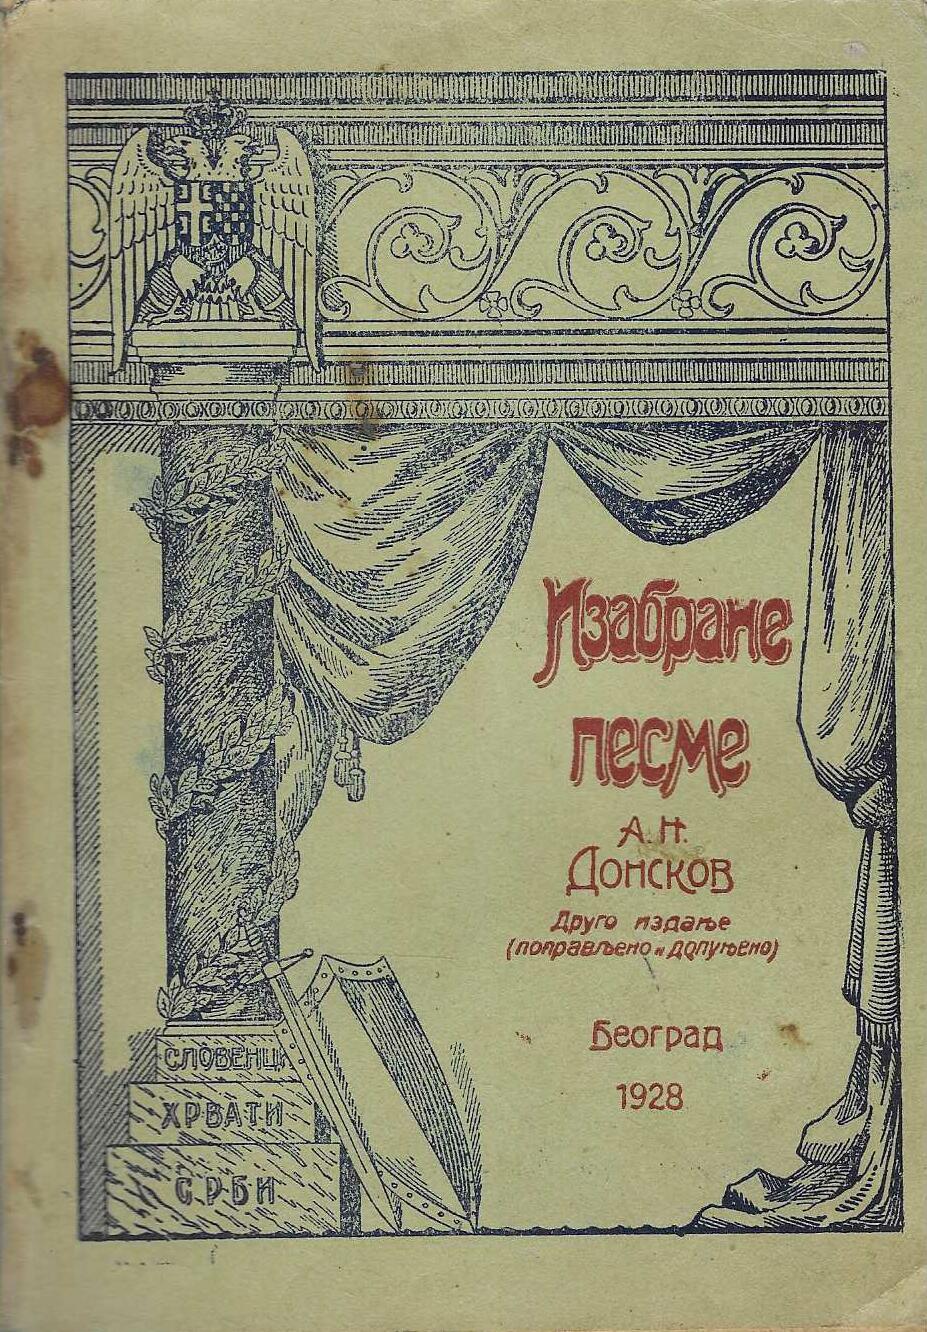 Изабране
песме
А. Н.
Донсков
Друго издање
(поправљено и допуњено)
Београд
1928
СЛОВЕНЦИ
ХРВАТИ
СРБИ